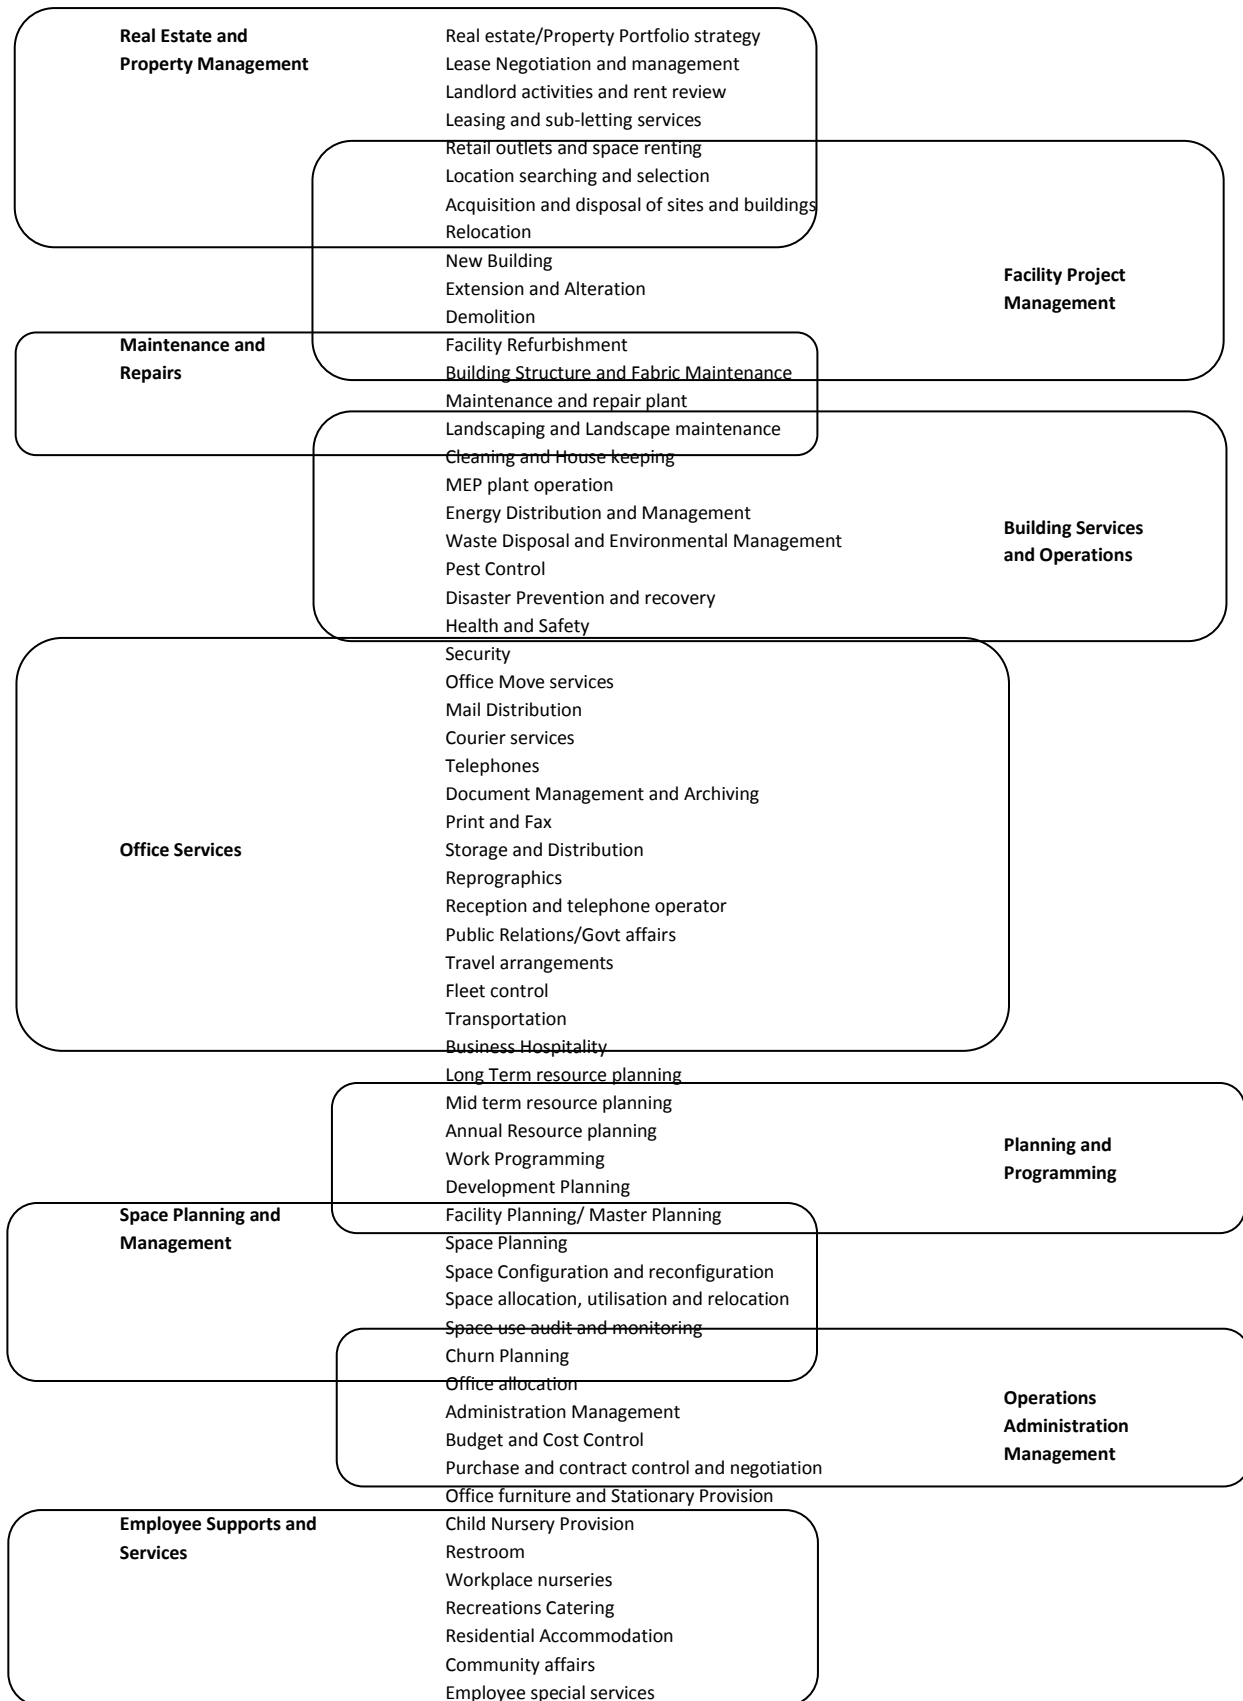 Real Estate and
Property Management
Real estate/Property Portfolio strategy
Lease Negotiation and management
Landlord activities and rent review
Leasing and sub-letting services
Retail outlets and space renting
Location searching and selection
Acquisition and disposal of sites and buildings
Relocation
New Building
Extension and Alteration
Demolition
Facility Project
Management
Maintenance and
Repairs
Facility Refurbishment
Building Structure and Fabric Maintenance
Maintenance and repair plant
Landscaping and Landscape maintenance
Cleaning and House keeping
MEP plant operation
Energy Distribution and Management
Waste Disposal and Environmental Management
Pest Control
Disaster Prevention and recovery
Health and Safety
Building Services
and Operations
Security
Office Move services
Mail Distribution
Courier services
Telephones
Document Management and Archiving
Print and Fax
Office Services
Storage and Distribution
Reprographics
Reception and telephone operator
Public Relations/Govt affairs
Travel arrangements
Fleet control
Transportation
Business Hospitality
Long Term resource planning
Mid term resource planning
Annual Resource planning
Work Programming
Development Planning
Planning and
Programming
Space Planning and
Management
Facility Planning/ Master Planning
Space Planning
Space Configuration and reconfiguration
Space allocation, utilisation and relocation
Space use audit and monitoring
Churn Planning
Office allocation
Administration Management
Budget and Cost Control
Purchase and contract control and negotiation
Office furniture and Stationary Provision
Operations
Administration
Management
Employee Supports and
Services
Child Nursery Provision
Restroom
Workplace nurseries
Recreations Catering
Residential Accommodation
Community affairs
Employee special services